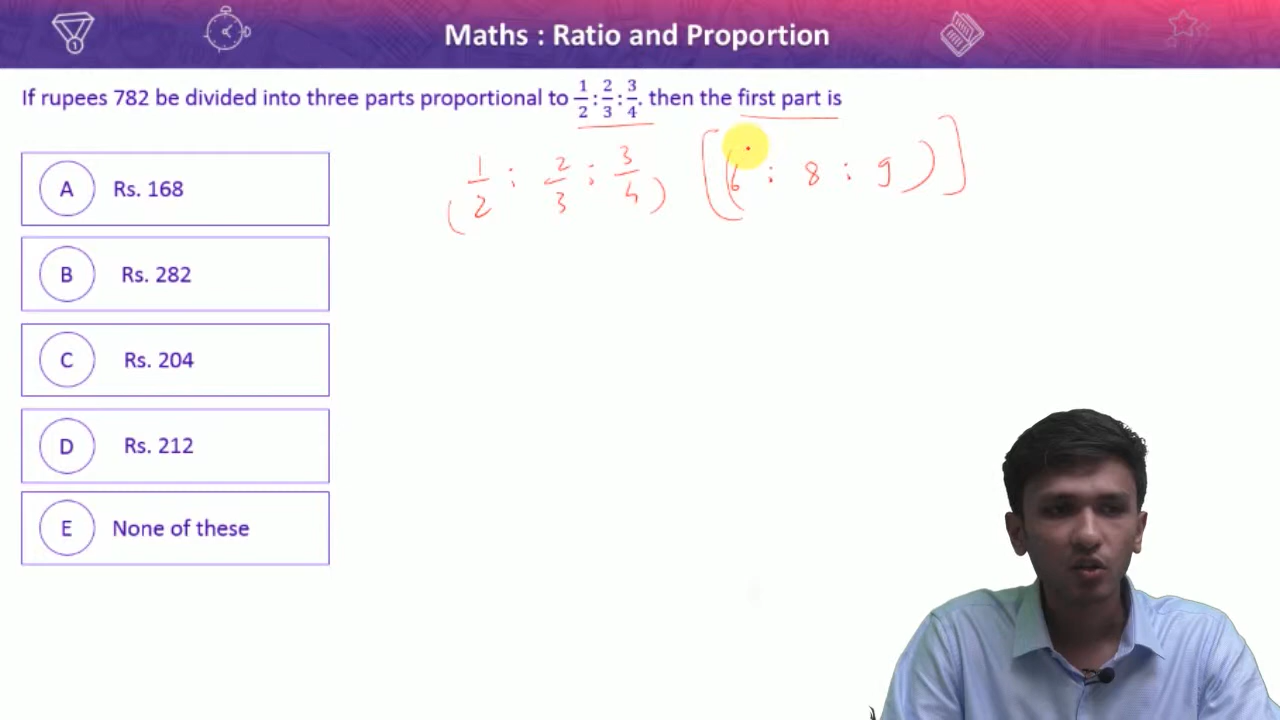 Maths : Ratio and Proportion
If rupees 782 be divided into three parts proportional to 1/2 : 2/3 : 3/4. then the first part is
1/2 : 2/3 : 3/4 ) [ ( 6 : 8 : 9 ) ]
A Rs. 168
B Rs. 282
C Rs. 204
D Rs. 212
E None of these